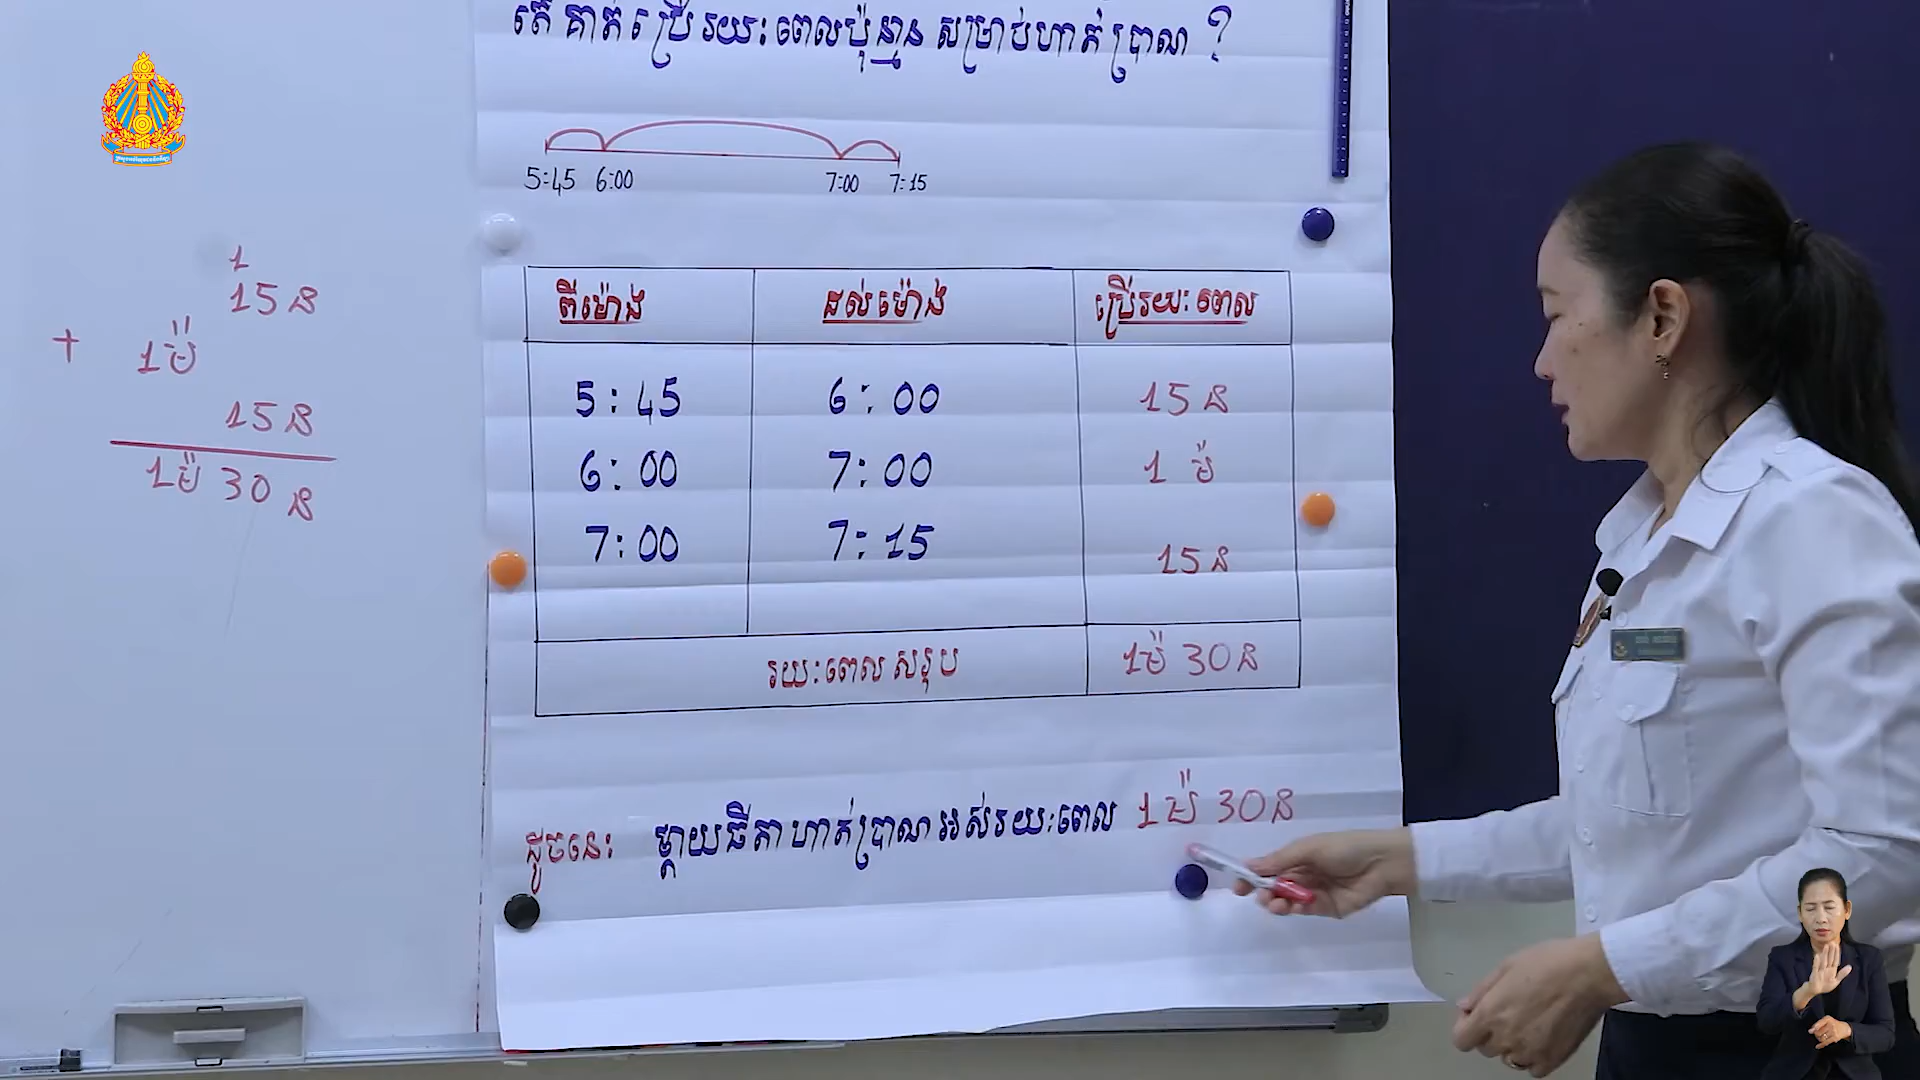 តើ គាត់ ប្រើ រយៈ ពេលប៉ុន្មាន សម្រាប់ហាត់ ប្រាណ ?
5:45 6:00 7:00 7:15
1
15 ន
+ 1ម៉
15 ន
1ម៉ 30 ន
ពីម៉ោង ដល់ ម៉ោង ប្រើរយៈ ពេល
5 : 45 6 : 00 15 ន
6 : 00 7 : 00 1 ម៉
7 : 00 7 : 15 15 ន
រយៈពេល សរុប 1ម៉ 30 ន
ដូចនេះ ម្តាយធីតា ហាត់ប្រាណ អស់រយៈពេល 1ម៉ 30 ន